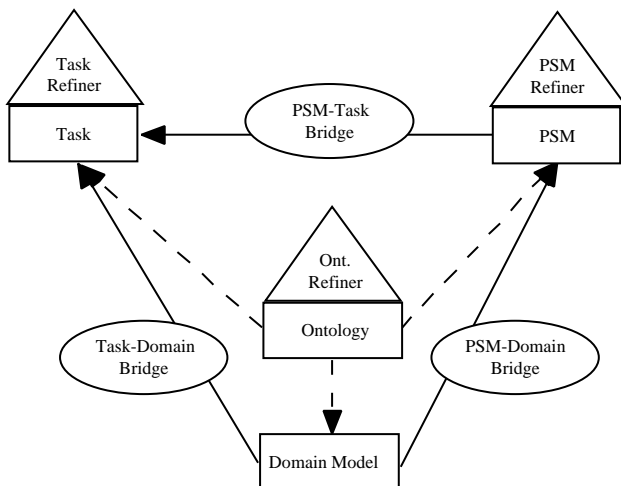 Task
Refiner
Task
PSM-Task
Bridge
PSM
Refiner
PSM
Ont.
Refiner
Ontology
Task-Domain
Bridge
PSM-Domain
Bridge
Domain Model